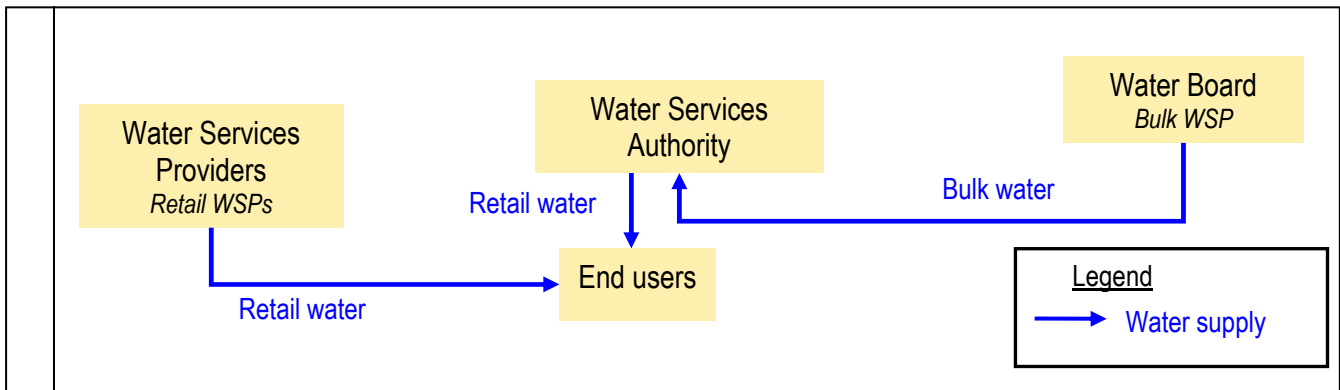 Water Services
Providers
Retail WSPs
Water Services
Authority
Water Board
Bulk WSP
Retail water
Bulk water
End users
Retail water
Legend
Water supply